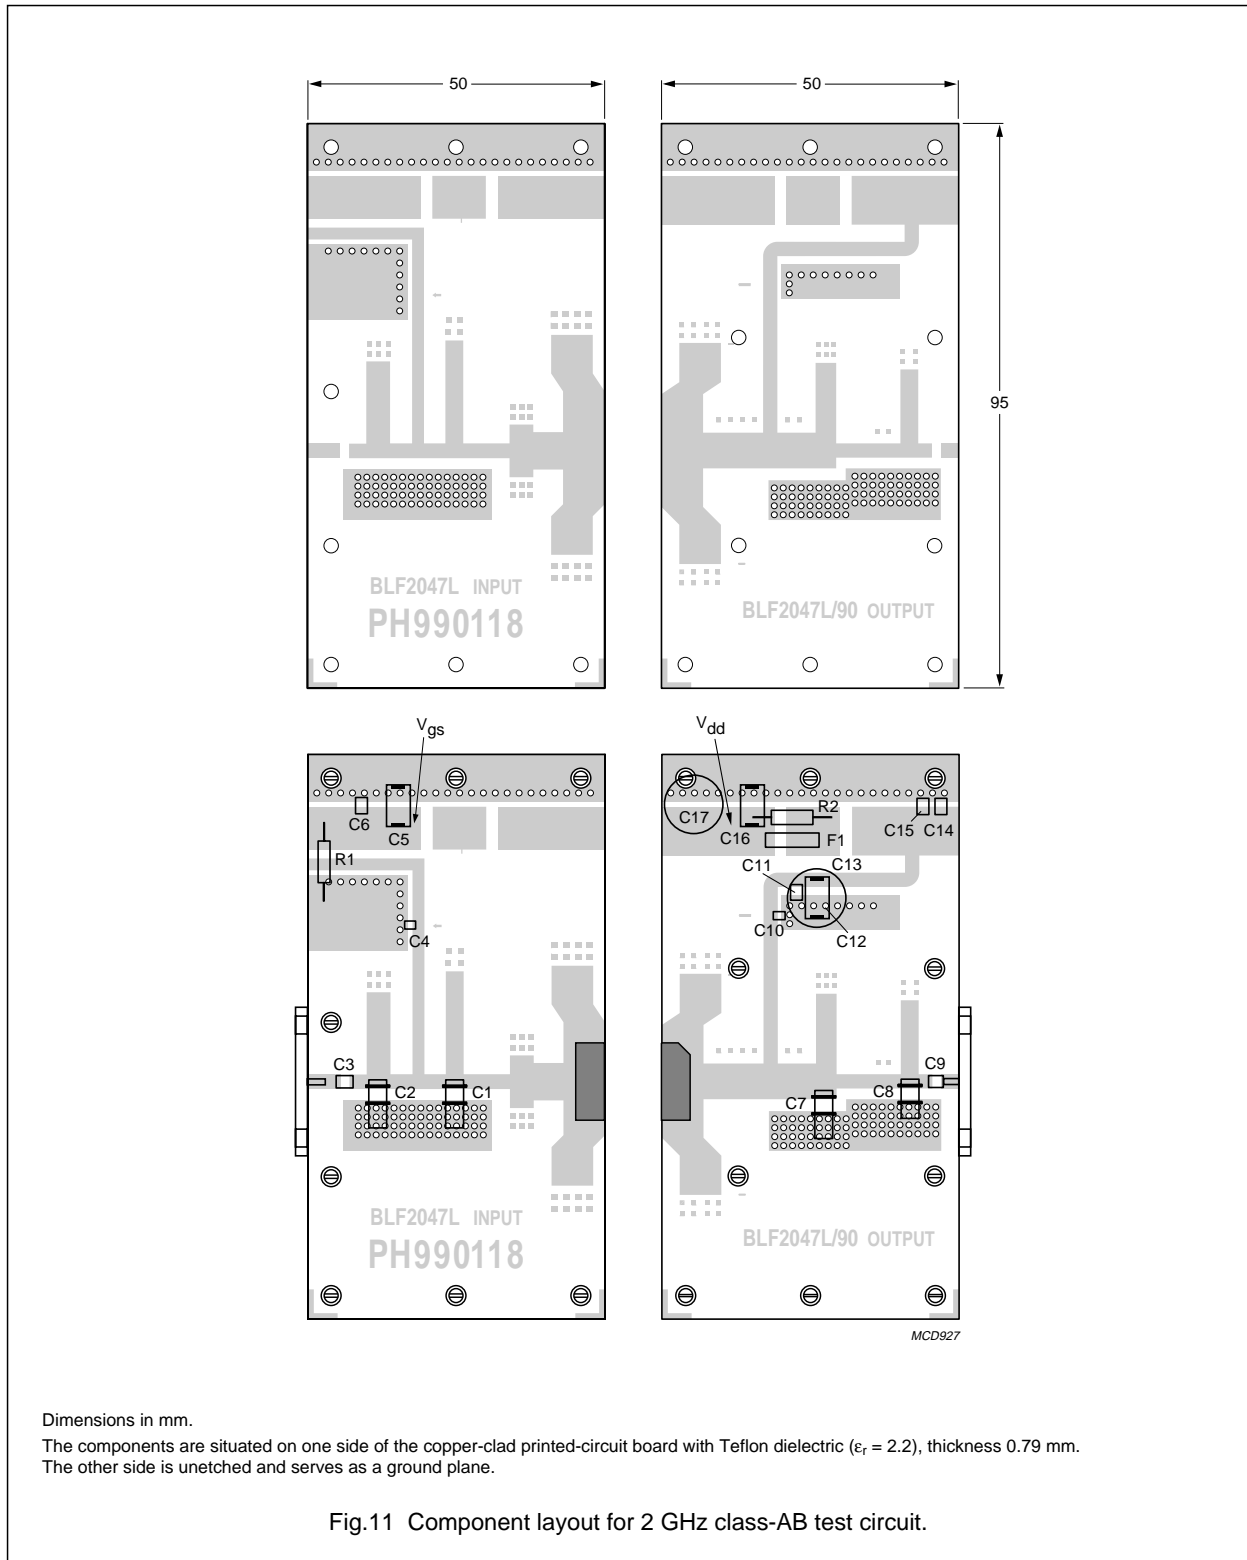 50
50
95
BLF2047L INPUT
PH990118
BLF2047L/90 OUTPUT
Vgs
Vdd
C6
C5
R1
C4
C3
C2
C1
BLF2047L INPUT
PH990118
C17
C16
R2
F1
C15
C14
C11
C13
C10
C12
C9
C8
C7
BLF2047L/90 OUTPUT
MCD927
Dimensions in mm.
The components are situated on one side of the copper-clad printed-circuit board with Teflon dielectric (εr = 2.2), thickness 0.79 mm.
The other side is unetched and serves as a ground plane.
Fig.11 Component layout for 2 GHz class-AB test circuit.